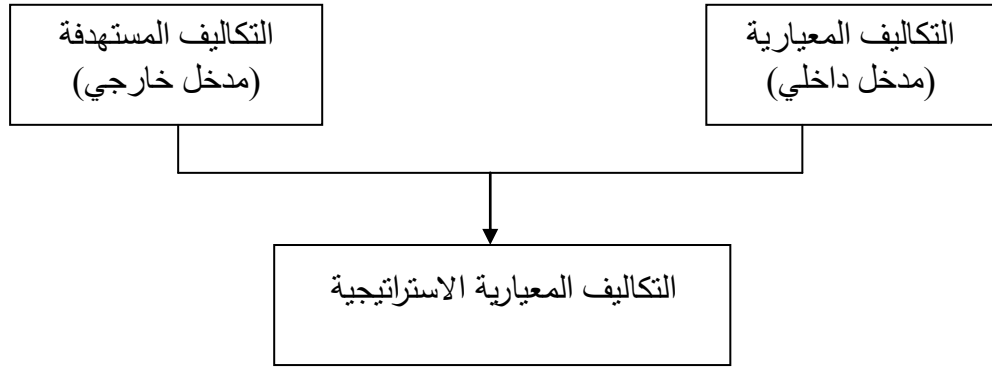 التكاليف المعيارية
(مدخل داخلي)
التكاليف المستهدفة
(مدخل خارجي)
التكاليف المعيارية الاستراتيجية